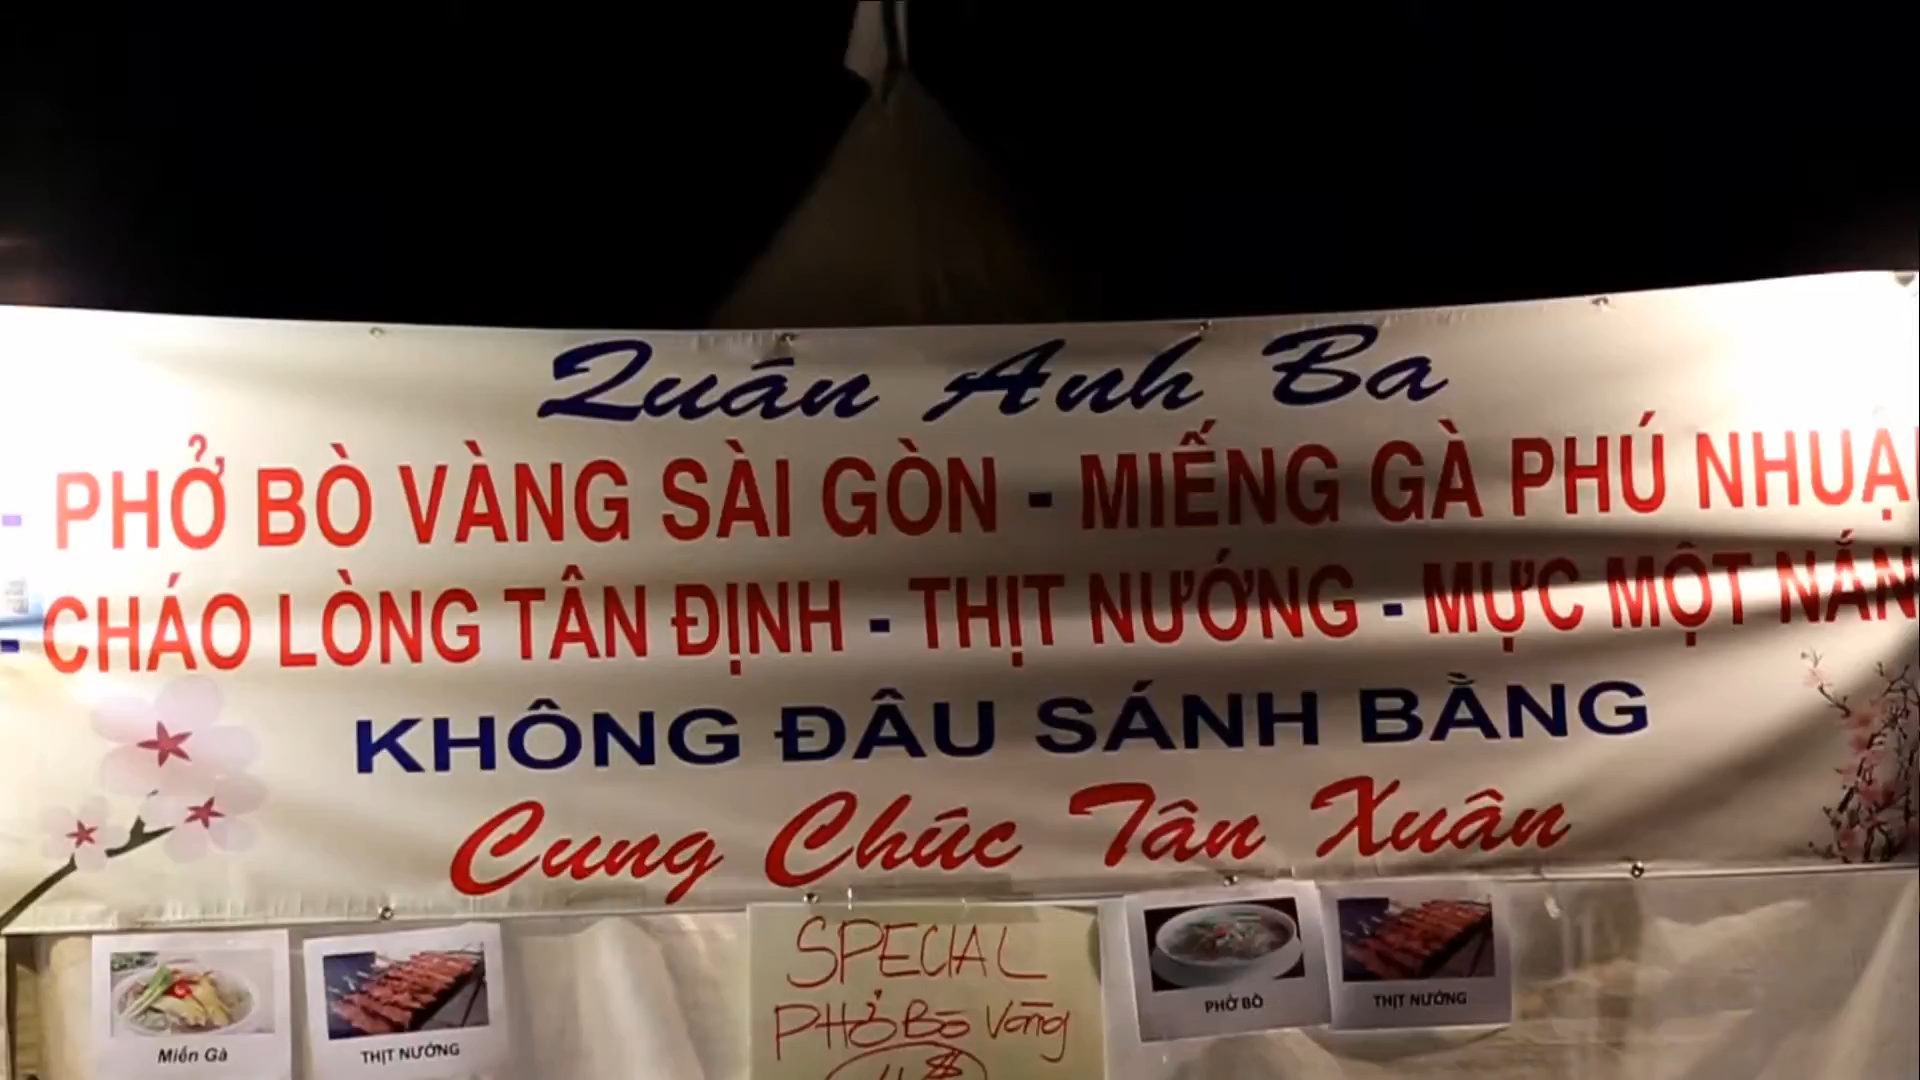 Quán Anh Ba
- PHỞ BÒ VÀNG SÀI GÒN - MIẾNG GÀ PHÚ NHUẬ
- CHÁO LÒNG TÂN ĐỊNH - THỊT NƯỚNG - MỰC MỘT NẮN
KHÔNG ĐÂU SÁNH BẰNG
Cung Chúc Tân Xuân
Miến Gà
THỊT NƯỚNG
SPECIAL
PHỞ BÒ Vàng
PHỞ BÒ
THỊT NƯỚNG